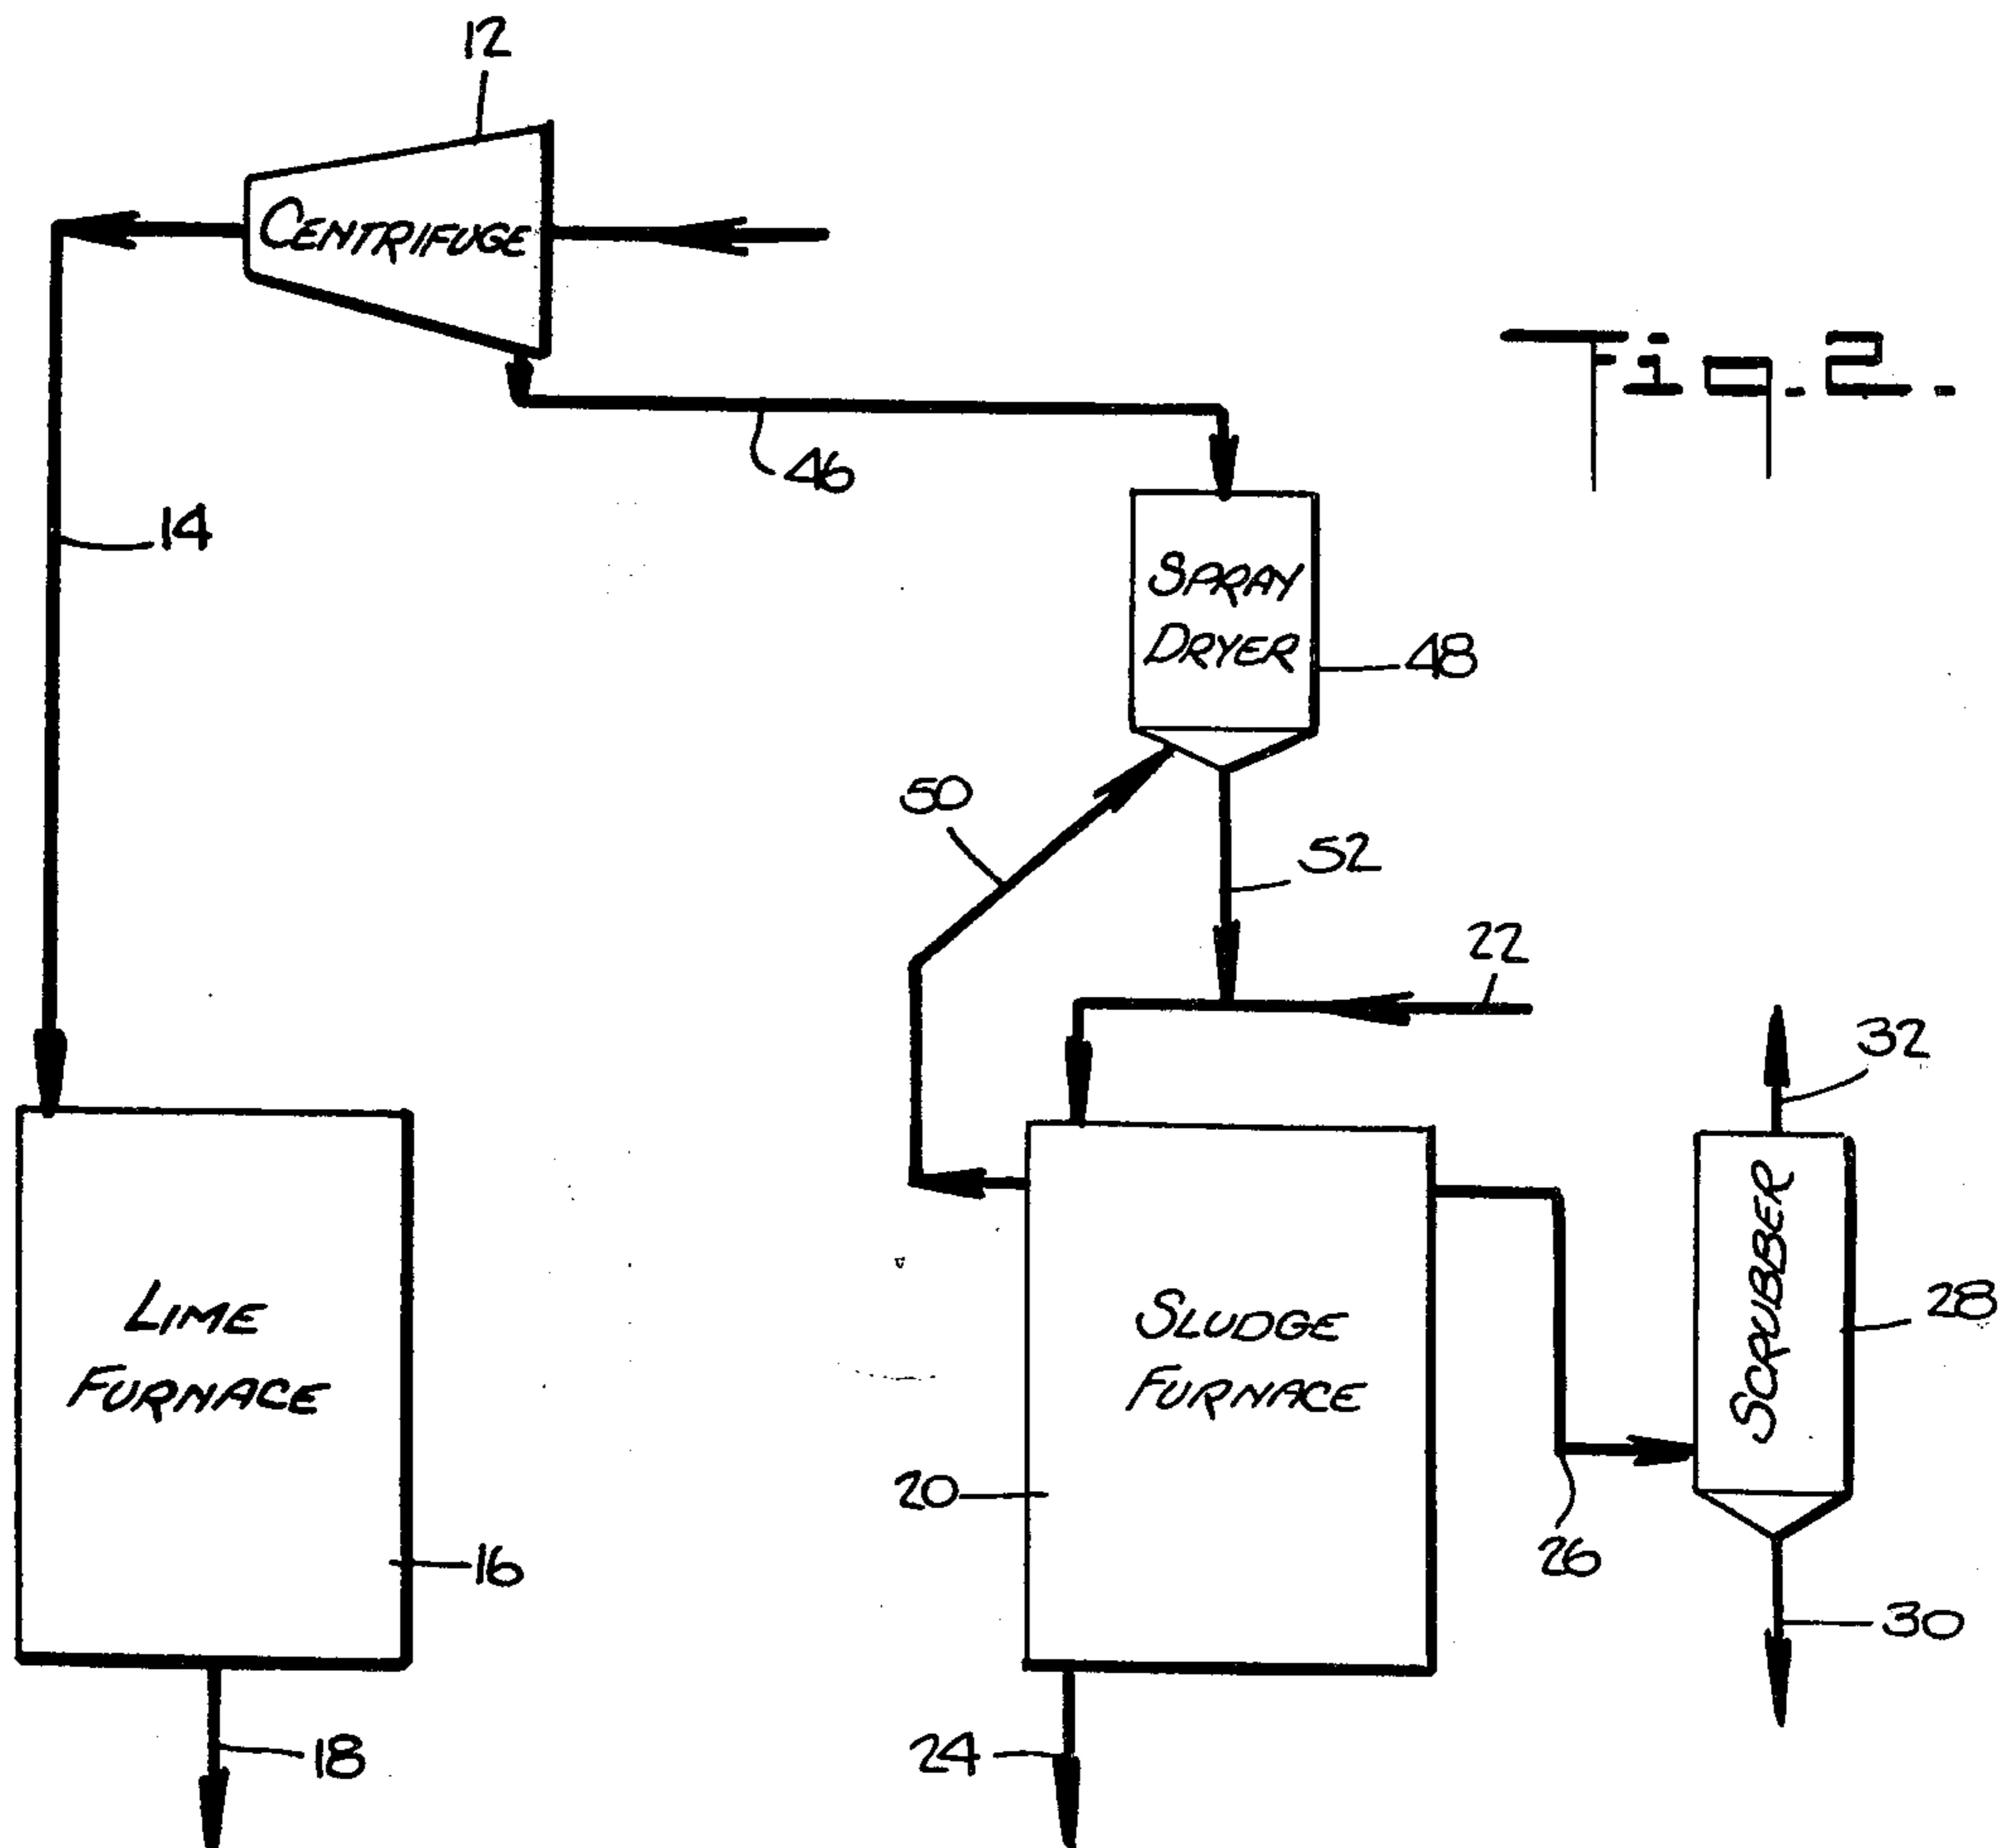 12
CENTRIFUGE
Fig. 2.
46
14
SPRAY
DRYER
48
50
52
22
32
LIME
FURNACE
SLUDGE
FURNACE
SCRUBBER
28
20
26
16
30
18
24